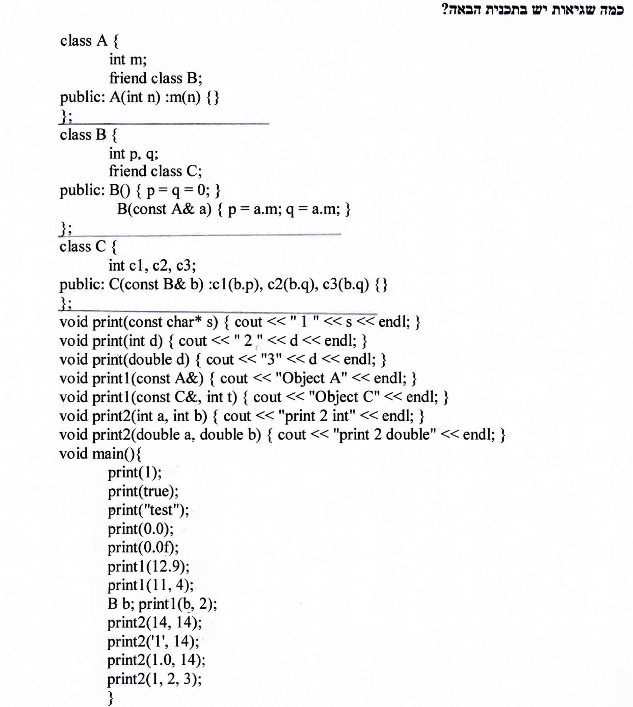 כמה שגיאות יש בתכנית הבאה?
class A {
int m;
friend class B;
public: A(int n) :m(n) {}
};
class B {
int p, q;
friend class C;
public: B() { p = q = 0; }
B(const A& a) { p = a.m; q = a.m; }
};
class C {
int c1, c2, c3;
public: C(const B& b) :c1(b.p), c2(b.q), c3(b.q) {}
};
void print(const char* s) { cout << " 1 " << s << endl; }
void print(int d) { cout << " 2 " << d << endl; }
void print(double d) { cout << "3" << d << endl; }
void print1(const A&) { cout << "Object A" << endl; }
void print1(const C&, int t) { cout << "Object C" << endl; }
void print2(int a, int b) { cout << "print 2 int" << endl; }
void print2(double a, double b) { cout << "print 2 double" << endl; }
void main(){
print(1);
print(true);
print("test");
print(0.0);
print(0.0f);
print1(12.9);
print1(11, 4);
B b; print1(b, 2);
print2(14, 14);
print2('1', 14);
print2(1.0, 14);
print2(1, 2, 3);
}